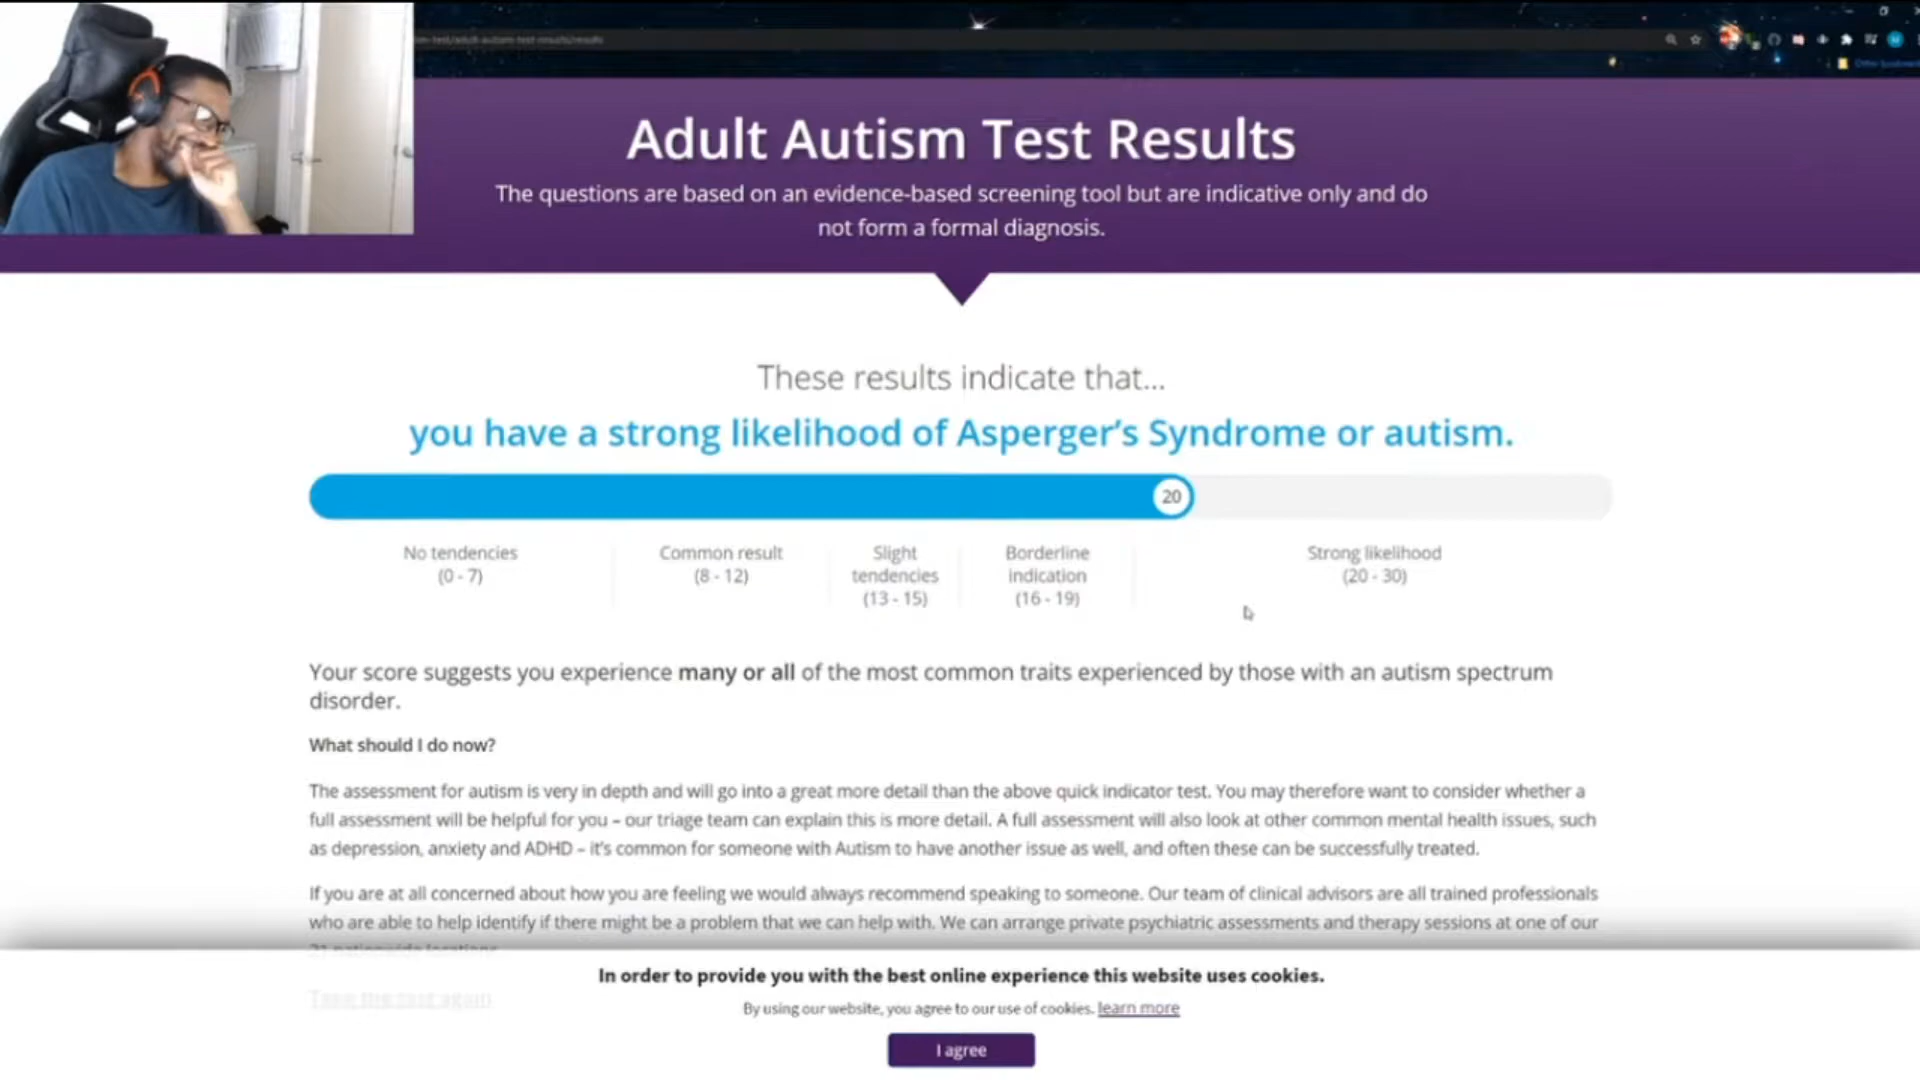 Adult Autism Test Results
The questions are based on an evidence-based screening tool but are indicative only and do
not form a formal diagnosis.
These results indicate that...
you have a strong likelihood of Asperger's Syndrome or autism.
20
No tendencies
(0 - 7)
Common result
(8 - 12)
Slight
tendencies
(13 - 15)
Borderline
indication
(16 - 19)
Strong likelihood
(20 - 30)
Your score suggests you experience many or all of the most common traits experienced by those with an autism spectrum
disorder.
What should I do now?
The assessment for autism is very in depth and will go into a great more detail than the above quick indicator test. You may therefore want to consider whether a
full assessment will be helpful for you – our triage team can explain this is more detail. A full assessment will also look at other common mental health issues, such
as depression, anxiety and ADHD – it's common for someone with Autism to have another issue as well, and often these can be successfully treated.
If you are at all concerned about how you are feeling we would always recommend speaking to someone. Our team of clinical advisors are all trained professionals
who are able to help identify if there might be a problem that we can help with. We can arrange private psychiatric assessments and therapy sessions at one of our
nationwide locations
Take the test again
In order to provide you with the best online experience this website uses cookies.
By using our website, you agree to our use of cookies. learn more
I agree